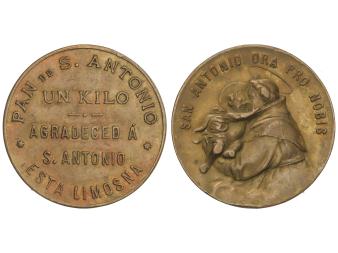 PAN DE S. ANTONIO
UN KILO
AGRADECED Á
S. ANTONIO
ESTA LIMOSNA
SAN ANTONIO ORA PRO NOBIS